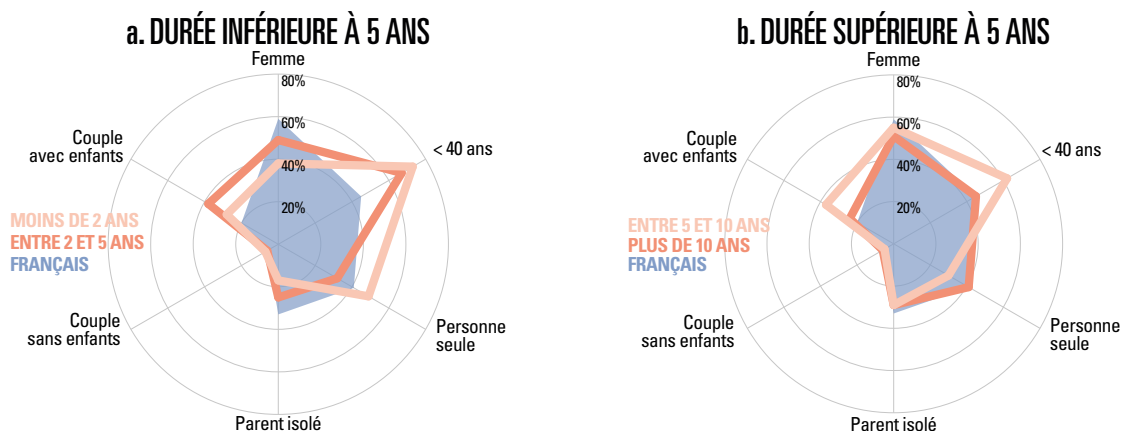 a. DURÉE INFÉRIEURE À 5 ANS
Femme
80%
60%
40%
20%
< 40 ans
Personne
seule
Parent isolé
Couple
sans enfants
Couple
avec enfants
MOINS DE 2 ANS
ENTRE 2 ET 5 ANS
FRANÇAIS
b. DURÉE SUPÉRIEURE À 5 ANS
Femme
80%
60%
40%
20%
< 40 ans
Personne
seule
Parent isolé
Couple
sans enfants
Couple
avec enfants
ENTRE 5 ET 10 ANS
PLUS DE 10 ANS
FRANÇAIS